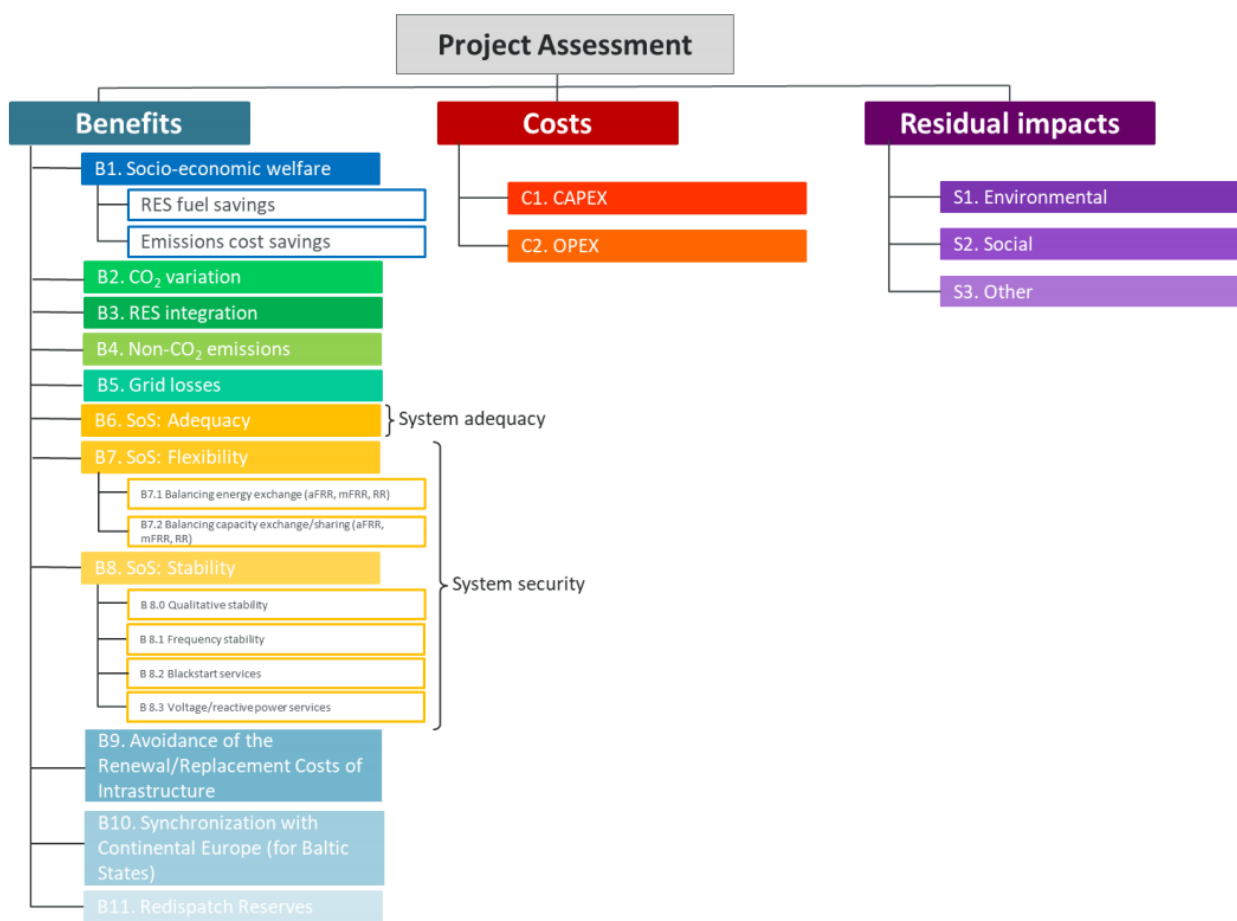 Project Assessment
Benefits
B1. Socio-economic welfare
RES fuel savings
Emissions cost savings
B2. CO₂ variation
B3. RES integration
B4. Non-CO₂ emissions
B5. Grid losses
B6. SoS: Adequacy
System adequacy
B7. SoS: Flexibility
B7.1 Balancing energy exchange (aFRR, mFRR, RR)
B7.2 Balancing capacity exchange/sharing (aFRR,
mFRR, RR)
B8. SoS: Stability
B 8.0 Qualitative stability
B 8.1 Frequency stability
B 8.2 Blackstart services
B 8.3 Voltage/reactive power services
System security
B9. Avoidance of the
Renewal/Replacement Costs of
Intrastructure
B10. Synchronization with
Continental Europe (for Baltic
States)
B11. Redispatch Reserves
Costs
C1. CAPEX
C2. OPEX
Residual impacts
S1. Environmental
S2. Social
S3. Other